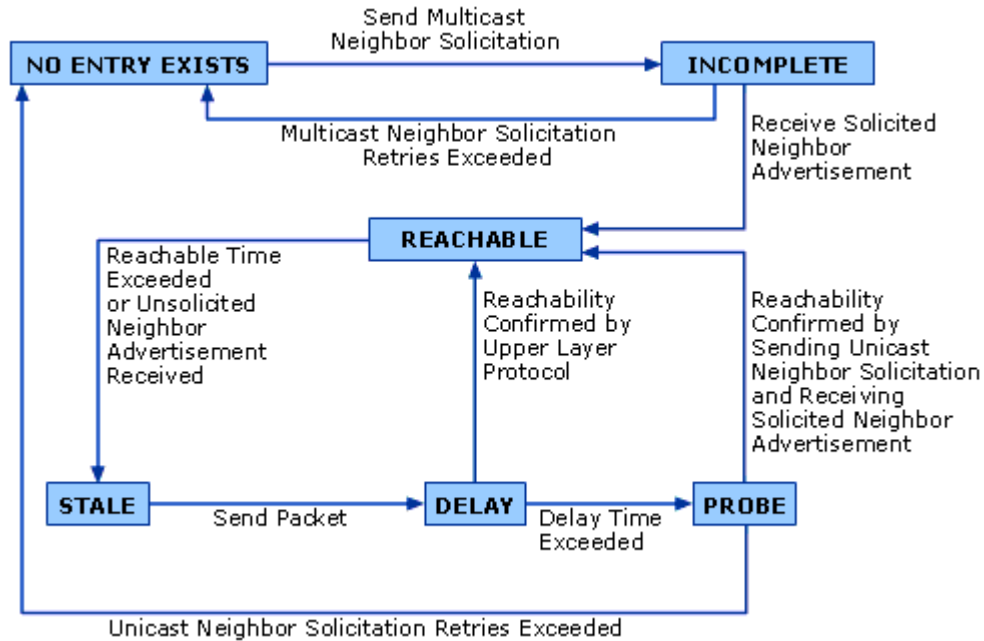 Send Multicast
Neighbor Solicitation
NO ENTRY EXISTS
INCOMPLETE
Multicast Neighbor Solicitation
Retries Exceeded
Receive Solicited
Neighbor
Advertisement
REACHABLE
Reachable Time
Exceeded
or Unsolicited
Neighbor
Advertisement
Received
Reachability
Confirmed by
Upper Layer
Protocol
Reachability
Confirmed by
Sending Unicast
Neighbor Solicitation
and Receiving
Solicited Neighbor
Advertisement
STALE
Send Packet
DELAY
Delay Time
Exceeded
PROBE
Unicast Neighbor Solicitation Retries Exceeded